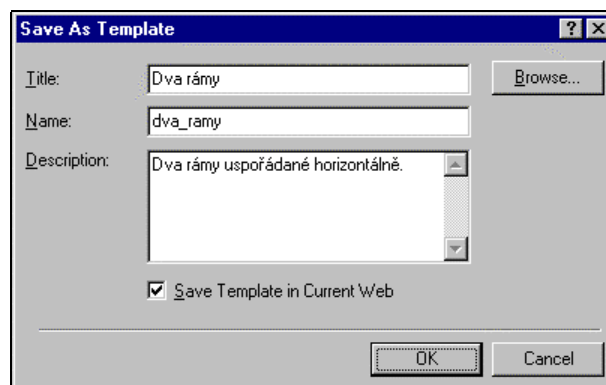 Save As Template
Title: Dva rámy Browse...
Name: dva_ramy
Description: Dva rámy uspořádané horizontálně.
Save Template in Current Web
OK Cancel